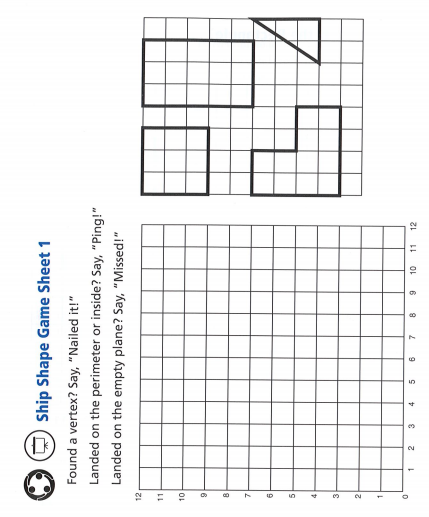 Ship Shape Game Sheet 1
Found a vertex? Say, “Nailed it!”
Landed on the perimeter or inside? Say, “Ping!”
Landed on the empty plane? Say, “Missed!”
12
11
10
9
8
7
6
5
4
3
2
1
0
1 2 3 4 5 6 7 8 9 10 11 12